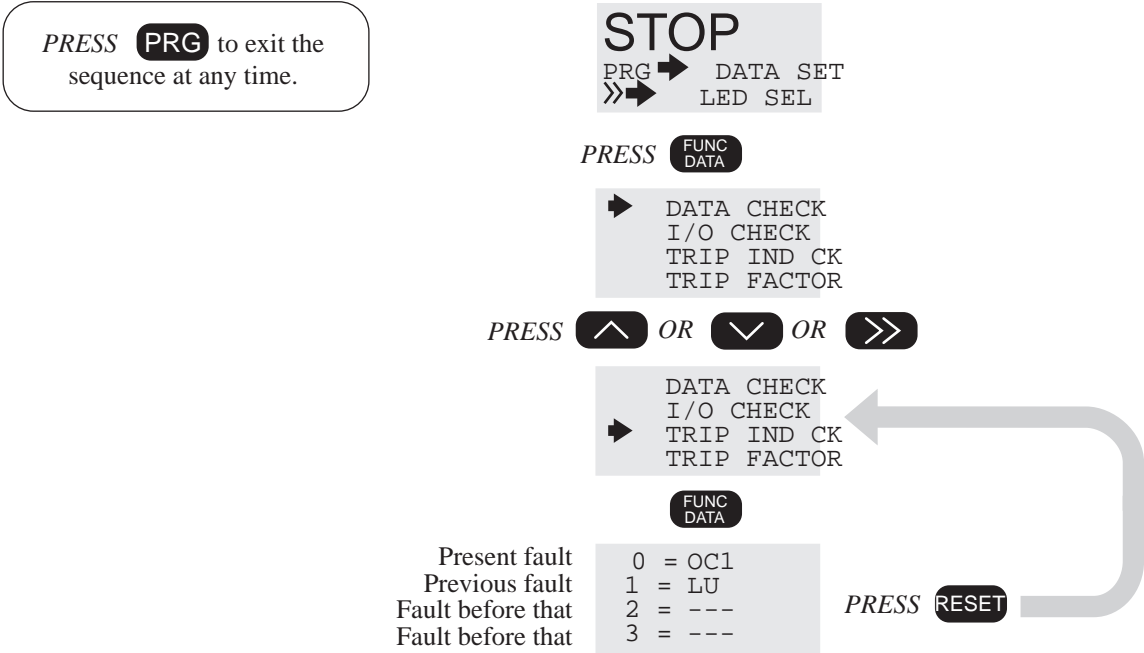 PRESS PRG to exit the
sequence at any time.
STOP
PRG DATA SET
LED SEL
PRESS FUNC DATA
DATA CHECK
I/O CHECK
TRIP IND CK
TRIP FACTOR
PRESS OR OR
DATA CHECK
I/O CHECK
TRIP IND CK
TRIP FACTOR
FUNC
DATA
Present fault 0 = OC1
Previous fault 1 = LU
Fault before that 2 = ---
Fault before that 3 = ---
PRESS RESET